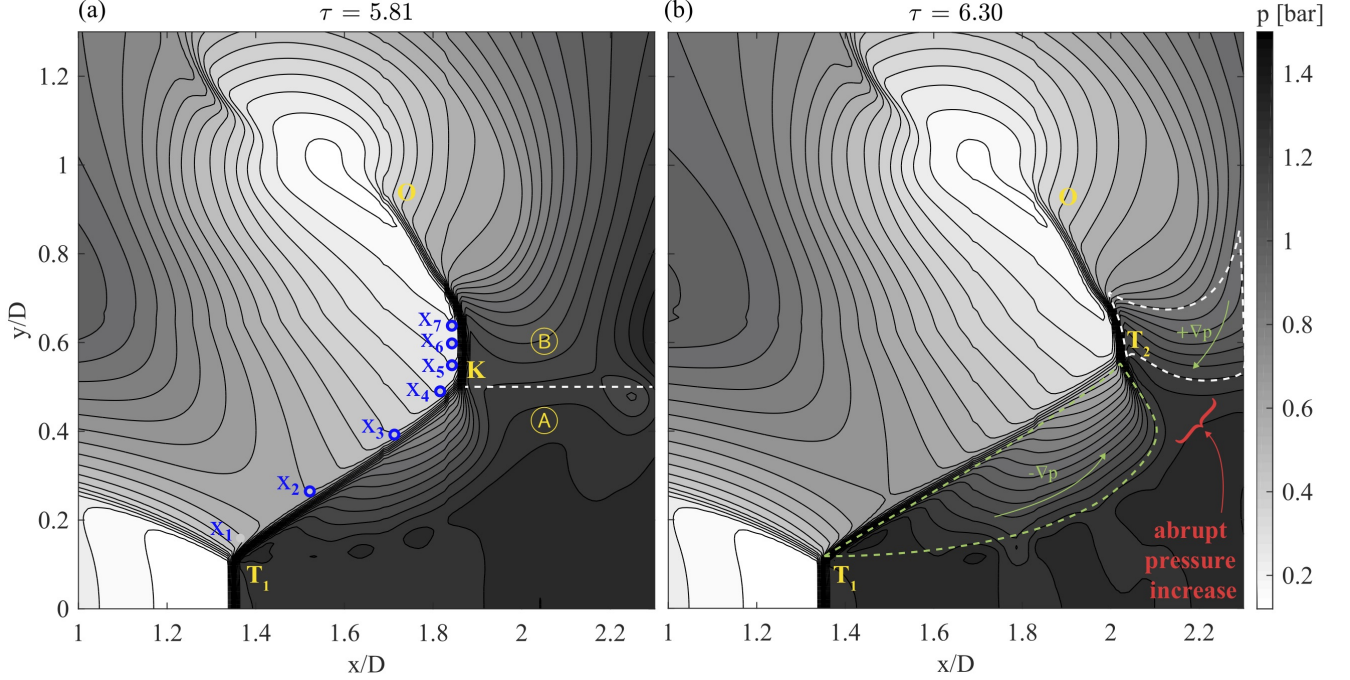 (a)
τ = 5.81
(b)
τ = 6.30
p [bar]
y/D
1.2
1
0.8
0.6
0.4
0.2
0
O
X7
X6
X5
X4
X3
X2
X1
K
B
A
T1
1
1.2
1.4
1.6
1.8
2
2.2
x/D
O
T2
+∇p
-∇p
T1
abrupt
pressure
increase
1
1.2
1.4
1.6
1.8
2
2.2
x/D
1.4
1.2
1
0.8
0.6
0.4
0.2